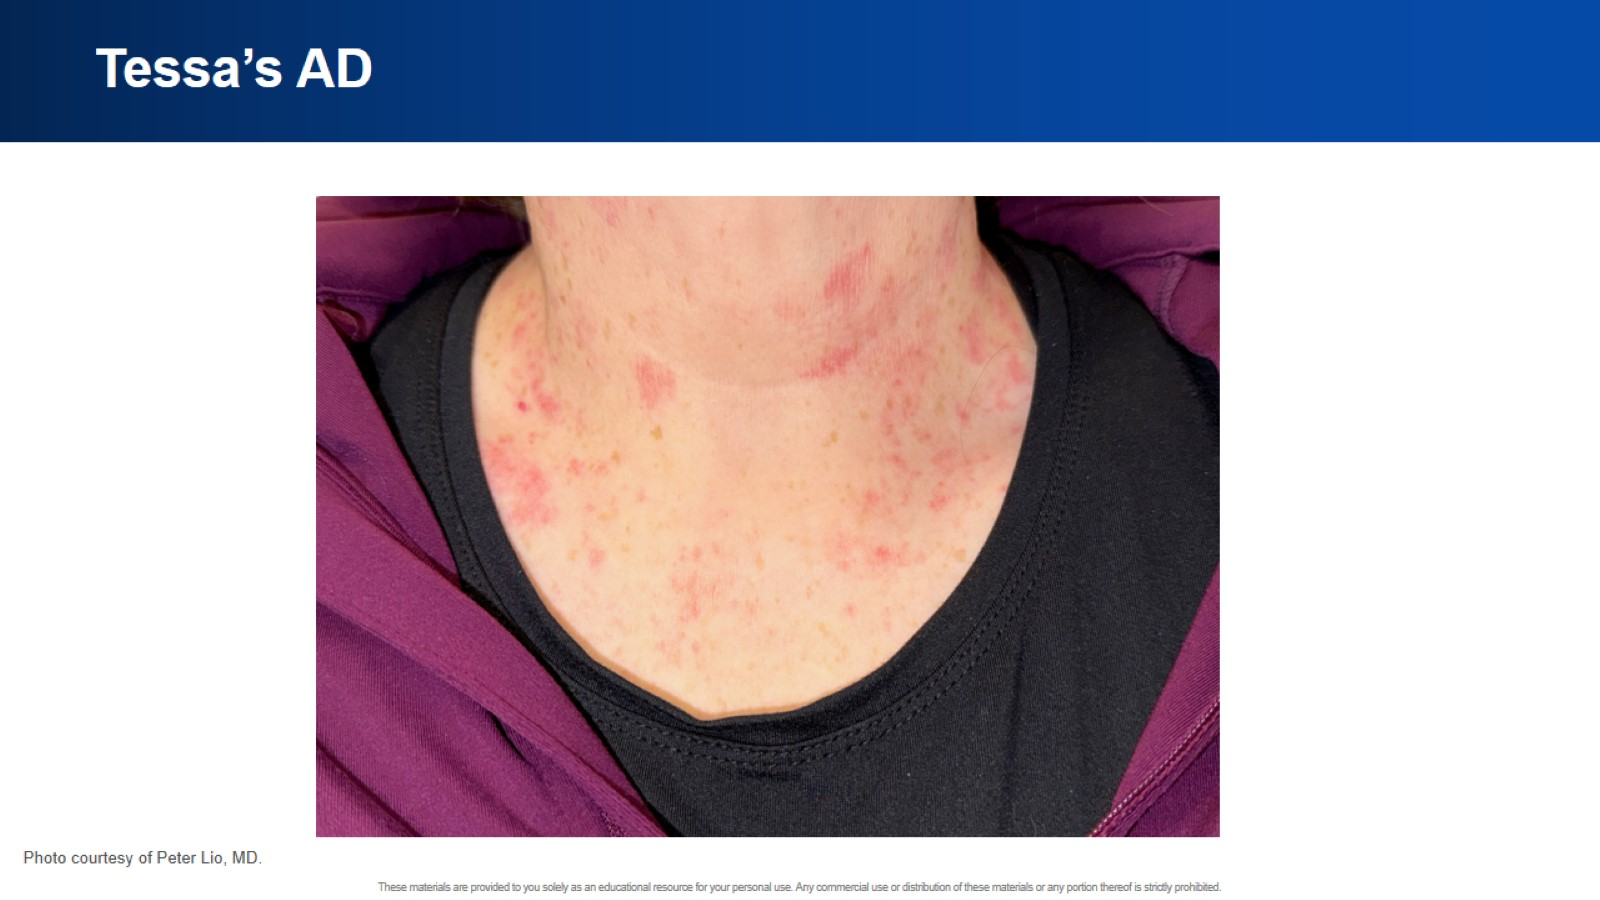 Tessa’s AD
Photo courtesy of Peter Lio, MD.
These materials are provided to you solely as an educational resource for your personal use. Any commercial use or distribution of these materials or any portion thereof is strictly prohibited.